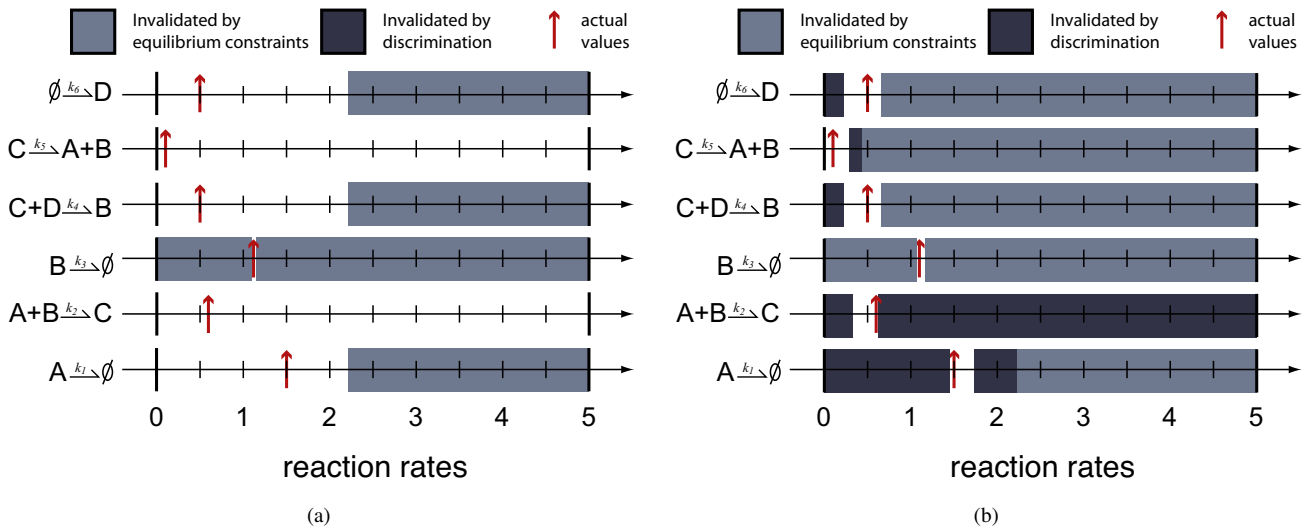 Invalidated by
equilibrium constraints
Invalidated by
discrimination
actual
values
∅ k₆⇀ D
C k₅⇀ A+B
C+D k₄⇀ B
B k₃⇀ ∅
A+B k₂⇀ C
A k₁⇀ ∅
0 1 2 3 4 5
reaction rates
(a)
Invalidated by
equilibrium constraints
Invalidated by
discrimination
actual
values
∅ k₆⇀ D
C k₅⇀ A+B
C+D k₄⇀ B
B k₃⇀ ∅
A+B k₂⇀ C
A k₁⇀ ∅
0 1 2 3 4 5
reaction rates
(b)